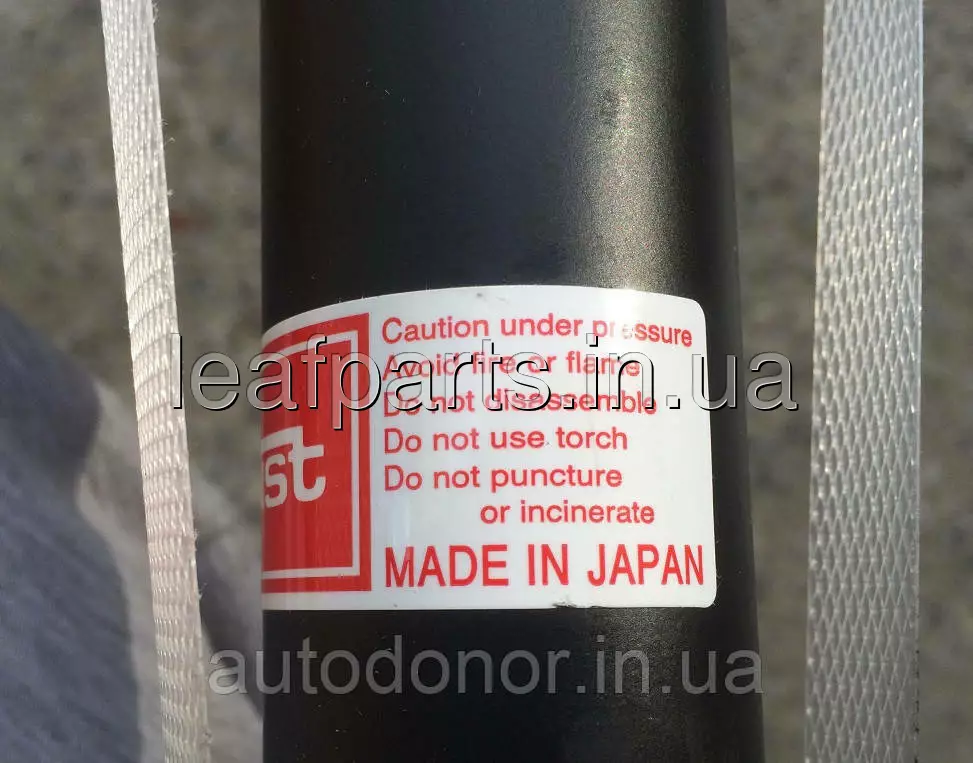 Caution under pressure
Avoid fire or flame
leafparts.in.ua
Do not disassemble
st
Do not use torch
Do not puncture
or incinerate
MADE IN JAPAN
autodonor.in.ua